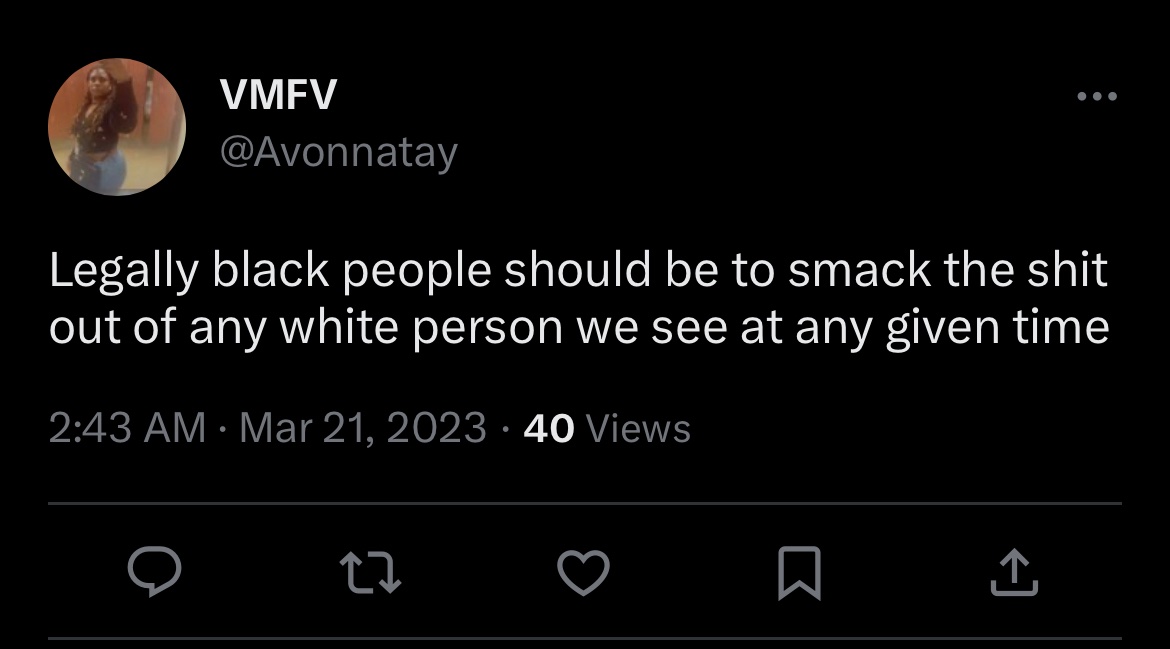 VMFV
@Avonnatay
Legally black people should be to smack the shit
out of any white person we see at any given time
2:43 AM · Mar 21, 2023 · 40 Views